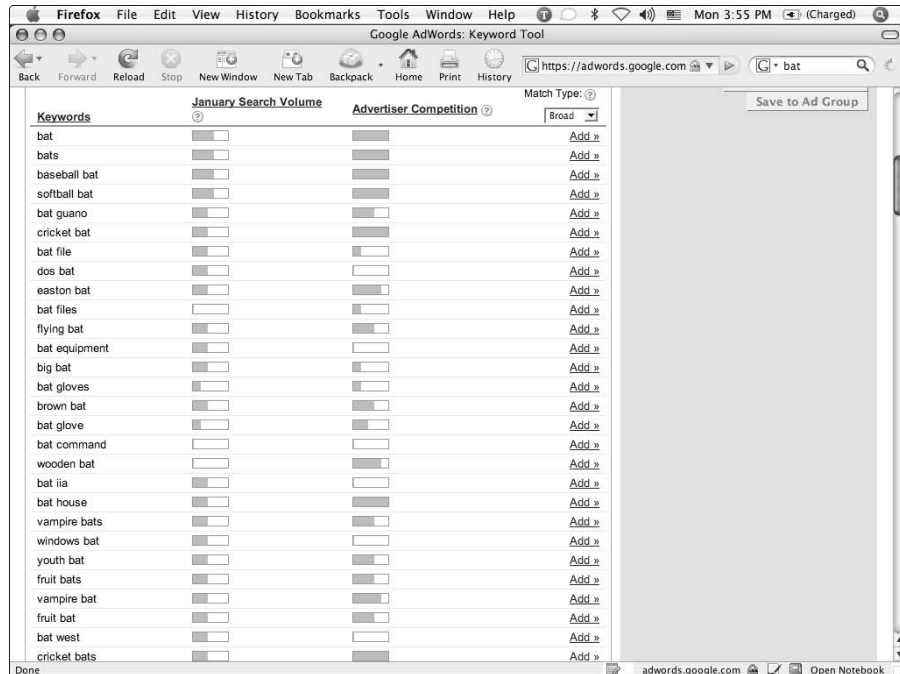 Firefox File Edit View History Bookmarks Tools Window Help Mon 3:55 PM (Charged)
Google AdWords: Keyword Tool
Back Forward Reload Stop New Window New Tab Backpack Home Print History https://adwords.google.com bat
Match Type: ?
Keywords January Search Volume ? Advertiser Competition ? Broad Save to Ad Group
bat Add »
bats Add »
baseball bat Add »
softball bat Add »
bat guano Add »
cricket bat Add »
bat file Add »
dos bat Add »
easton bat Add »
bat files Add »
flying bat Add »
bat equipment Add »
big bat Add »
bat gloves Add »
brown bat Add »
bat glove Add »
bat command Add »
wooden bat Add »
bat iia Add »
bat house Add »
vampire bats Add »
windows bat Add »
youth bat Add »
fruit bats Add »
vampire bat Add »
fruit bat Add »
bat west Add »
cricket bats Add »
Done adwords.google.com Open Notebook